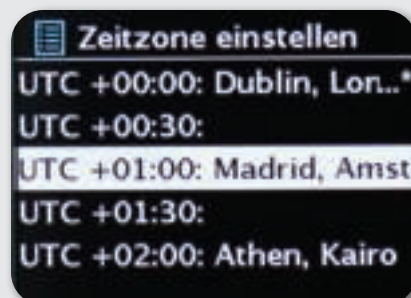 Zeitzone einstellen
UTC +00:00: Dublin, Lon...*
UTC +00:30:
UTC +01:00: Madrid, Amst
UTC +01:30:
UTC +02:00: Athen, Kairo